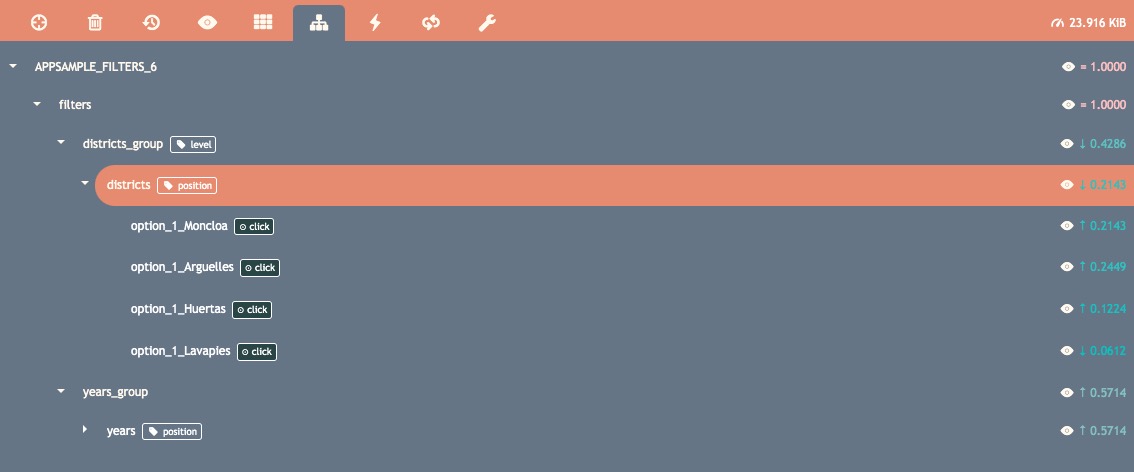 23.916 KiB
APPSAMPLE_FILTERS_6 = 1.0000
filters = 1.0000
districts_group level ↓ 0.4286
districts position ↓ 0.2143
option_1_Moncloa click ↑ 0.2143
option_1_Arguelles click ↑ 0.2449
option_1_Huertas click ↑ 0.1224
option_1_Lavapies click ↓ 0.0612
years_group ↑ 0.5714
years position ↑ 0.5714